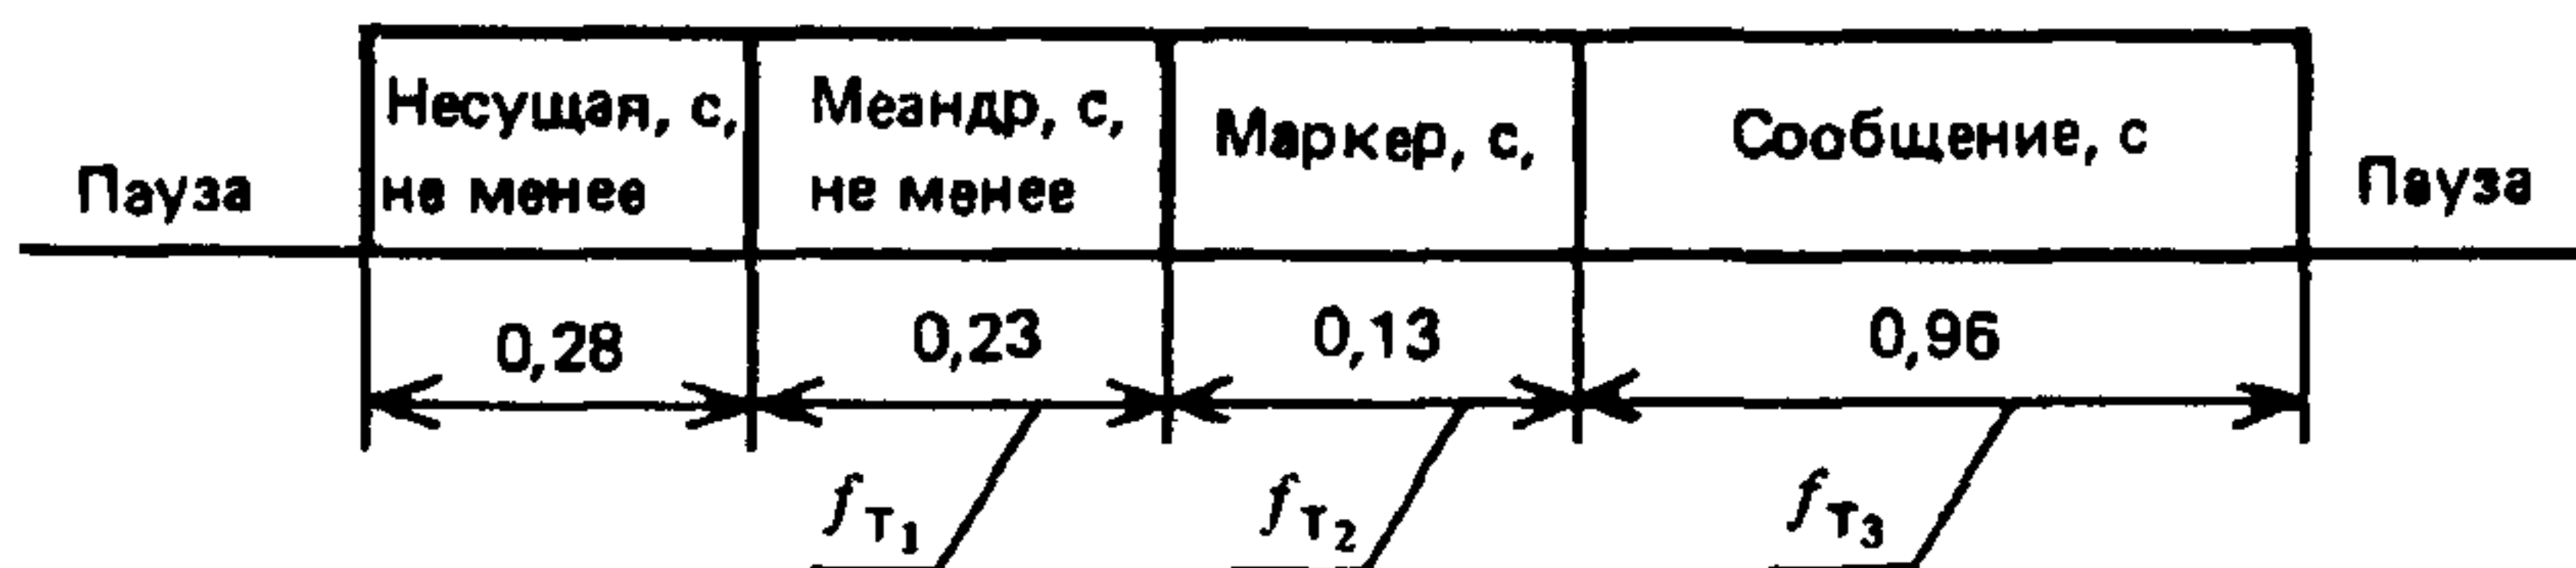 Несущая, с,
не менее
Меандр, с,
не менее
Маркер, с,
Сообщение, с
Пауза
Пауза
0,28
0,23
0,13
0,96
fт1
fт2
fт3